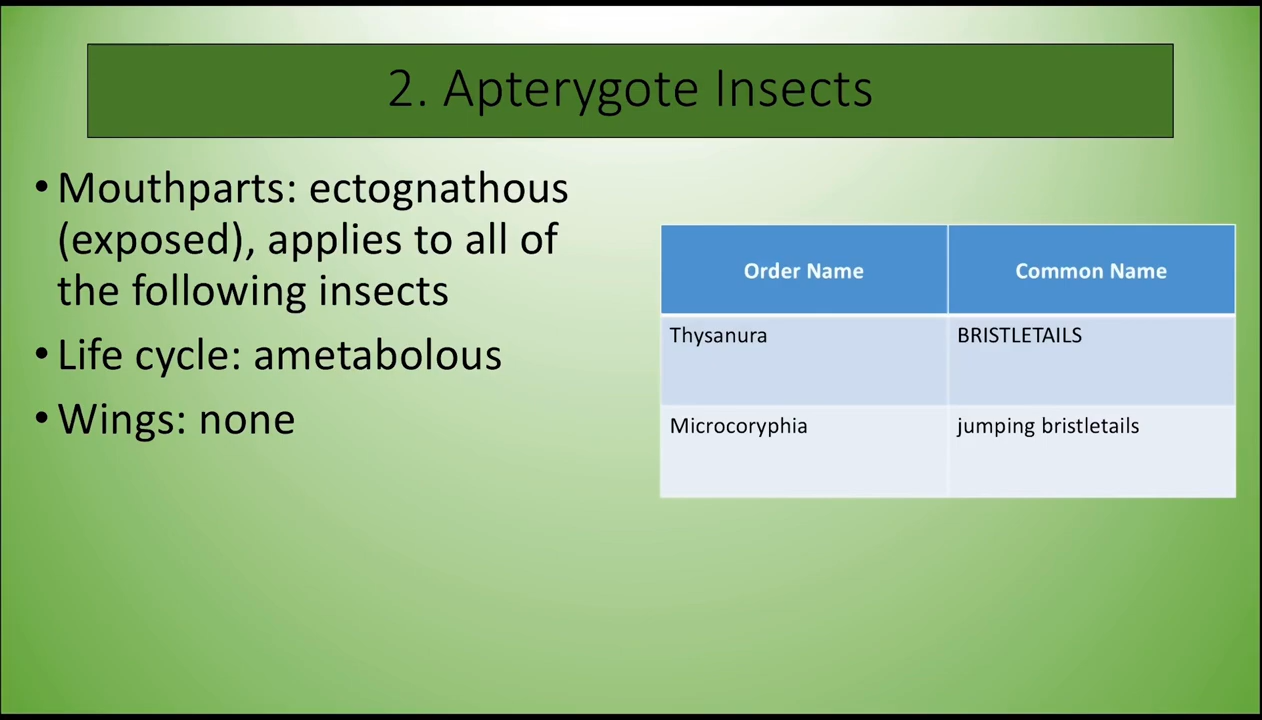 2. Apterygote Insects
• Mouthparts: ectognathous
(exposed), applies to all of
the following insects
• Life cycle: ametabolous
• Wings: none
Order Name Common Name
Thysanura BRISTLETAILS
Microcoryphia jumping bristletails